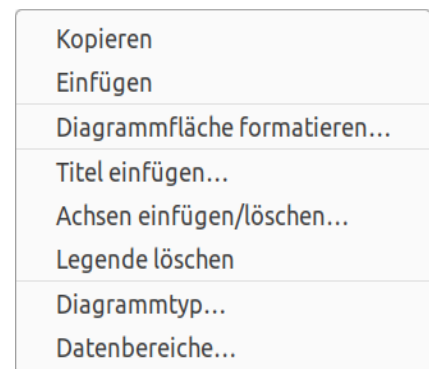 Kopieren
Einfügen
Diagrammfläche formatieren…
Titel einfügen…
Achsen einfügen/löschen…
Legende löschen
Diagrammtyp…
Datenbereiche…